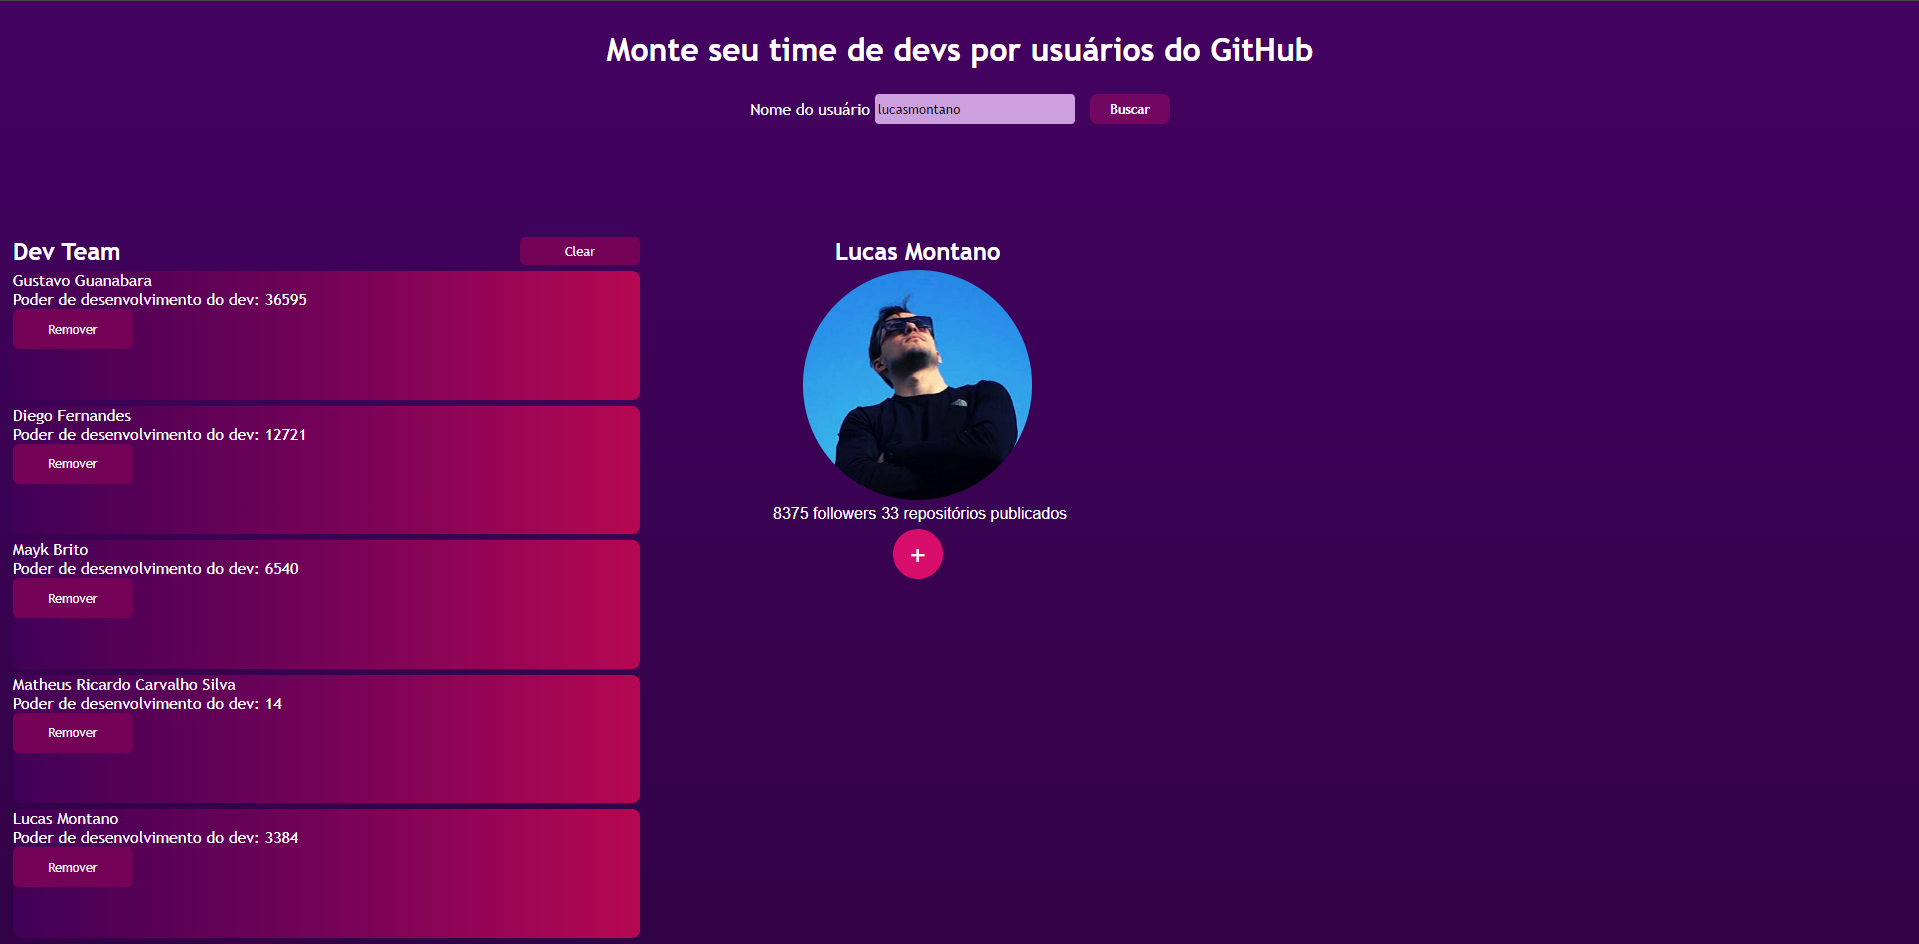 Monte seu time de devs por usuários do GitHub
Nome do usuário lucasmontano Buscar
Dev Team Clear
Gustavo Guanabara
Poder de desenvolvimento do dev: 36595
Remover
Diego Fernandes
Poder de desenvolvimento do dev: 12721
Remover
Mayk Brito
Poder de desenvolvimento do dev: 6540
Remover
Matheus Ricardo Carvalho Silva
Poder de desenvolvimento do dev: 14
Remover
Lucas Montano
Poder de desenvolvimento do dev: 3384
Remover
Lucas Montano
8375 followers 33 repositórios publicados
+